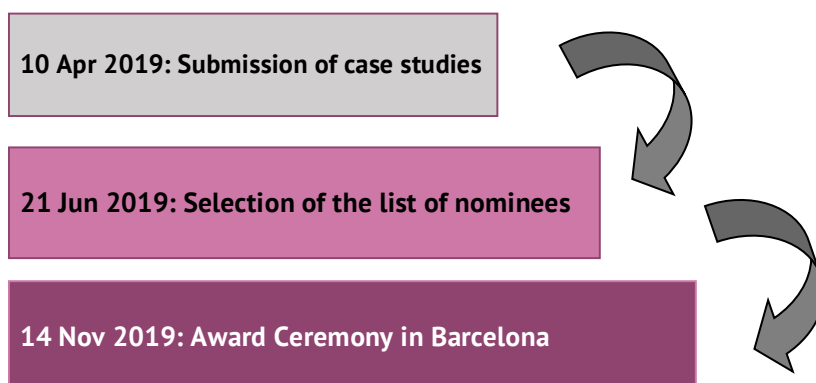 10 Apr 2019: Submission of case studies
21 Jun 2019: Selection of the list of nominees
14 Nov 2019: Award Ceremony in Barcelona